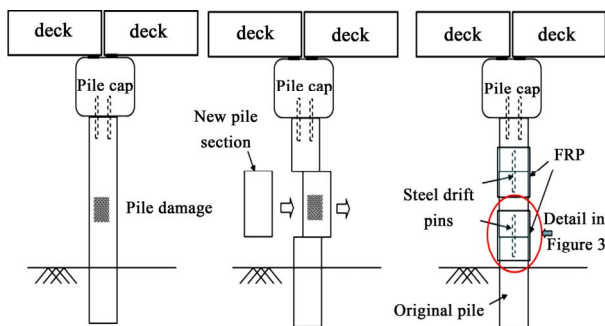 deck deck
Pile cap
Pile damage
deck deck
Pile cap
New pile
section
deck deck
Pile cap
FRP
Steel drift
pins
Detail in
Figure 3
Original pile